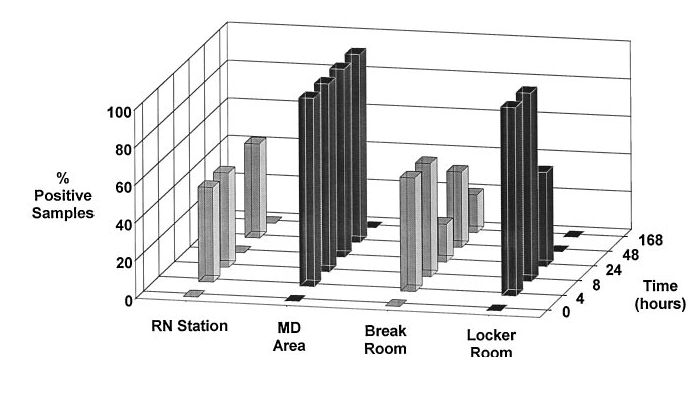 100
80
60
40
20
0
%
Positive
Samples
RN Station
MD
Area
Break
Room
Locker
Room
0
4
8
24
48
168
Time
(hours)